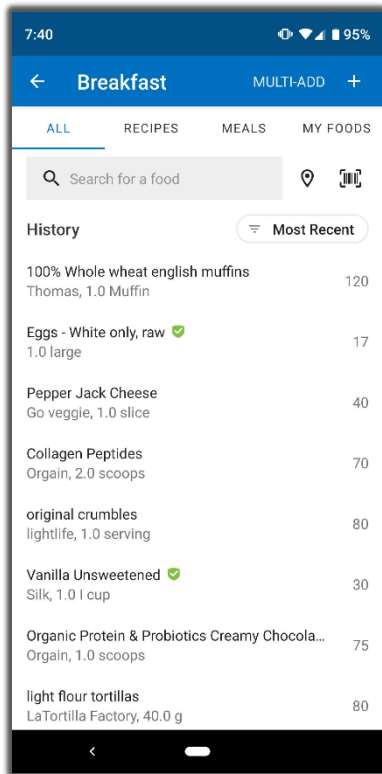 7:40 95%
Breakfast MULTI-ADD +
ALL RECIPES MEALS MY FOODS
Search for a food
History Most Recent
100% Whole wheat english muffins
Thomas, 1.0 Muffin 120
Eggs - White only, raw
1.0 large 17
Pepper Jack Cheese
Go veggie, 1.0 slice 40
Collagen Peptides
Orgain, 2.0 scoops 70
original crumbles
lightlife, 1.0 serving 80
Vanilla Unsweetened
Silk, 1.0 l cup 30
Organic Protein & Probiotics Creamy Chocola...
Orgain, 1.0 scoops 75
light flour tortillas
LaTortilla Factory, 40.0 g 80